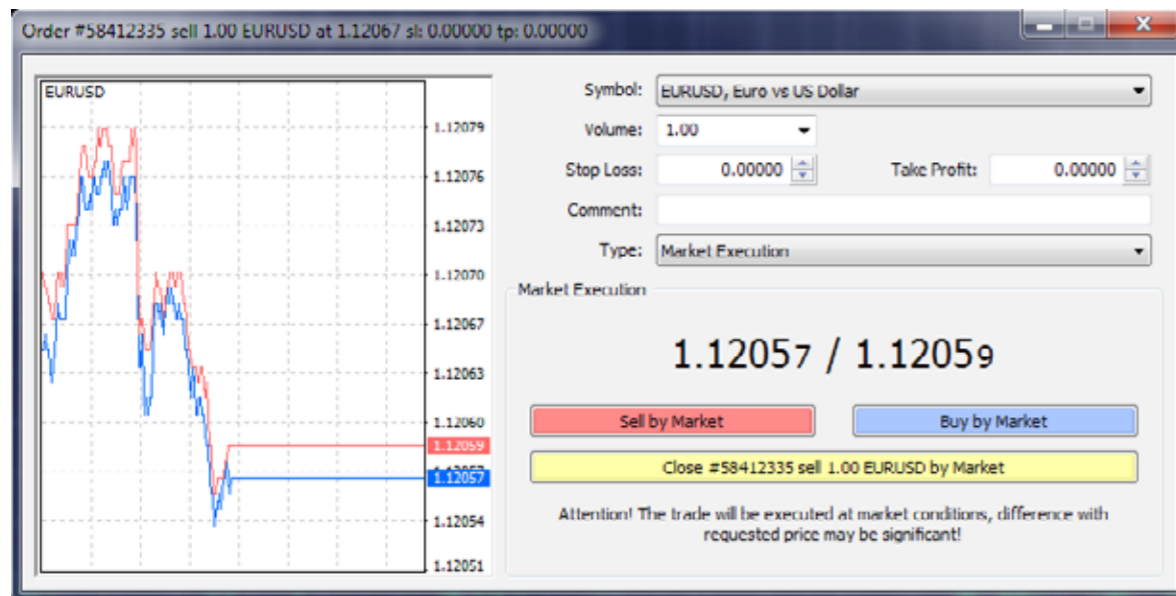 Order #58412335 sell 1.00 EURUSD at 1.12067 sl: 0.00000 tp: 0.00000
EURUSD
1.12079
1.12076
1.12073
1.12070
1.12067
1.12063
1.12060
1.12059
1.12057
1.12054
1.12051
Symbol: EURUSD, Euro vs US Dollar
Volume: 1.00
Stop Loss: 0.00000 Take Profit: 0.00000
Comment:
Type: Market Execution
Market Execution
1.12057 / 1.12059
Sell by Market Buy by Market
Close #58412335 sell 1.00 EURUSD by Market
Attention! The trade will be executed at market conditions, difference with
requested price may be significant!